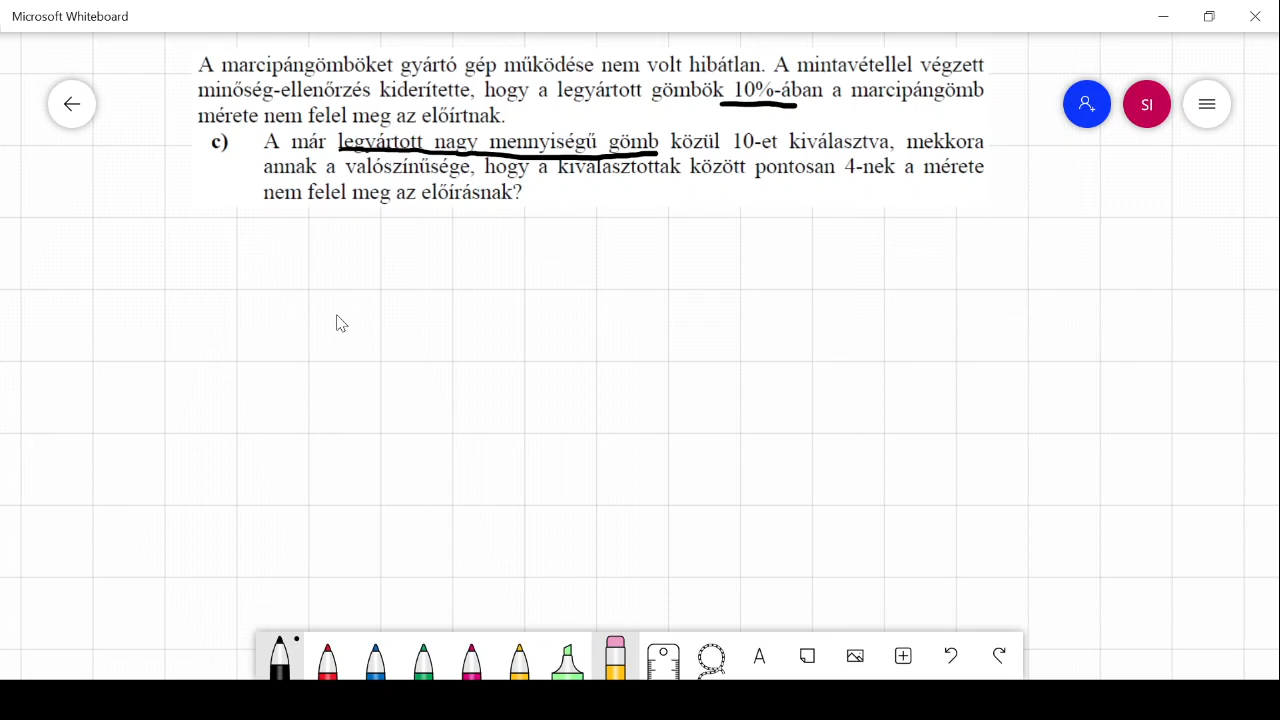 Microsoft Whiteboard
A marcipángömböket gyártó gép működése nem volt hibátlan. A mintavétellel végzett
minőség-ellenőrzés kiderítette, hogy a legyártott gömbök 10%-ában a marcipángömb
mérete nem felel meg az előírtnak.
c) A már legyártott nagy mennyiségű gömb közül 10-et kiválasztva, mekkora
annak a valószínűsége, hogy a kiválasztottak között pontosan 4-nek a mérete
nem felel meg az előírásnak?
SI
A